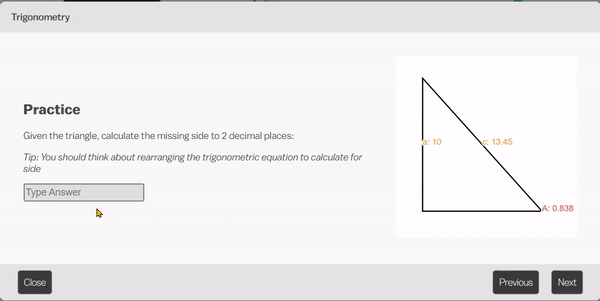 Trigonometry
Practice
Given the triangle, calculate the missing side to 2 decimal places:
Tip: You should think about rearranging the trigonometric equation to calculate for
side
Type Answer
a: 10
c: 13.45
A: 0.838
Close
Previous
Next